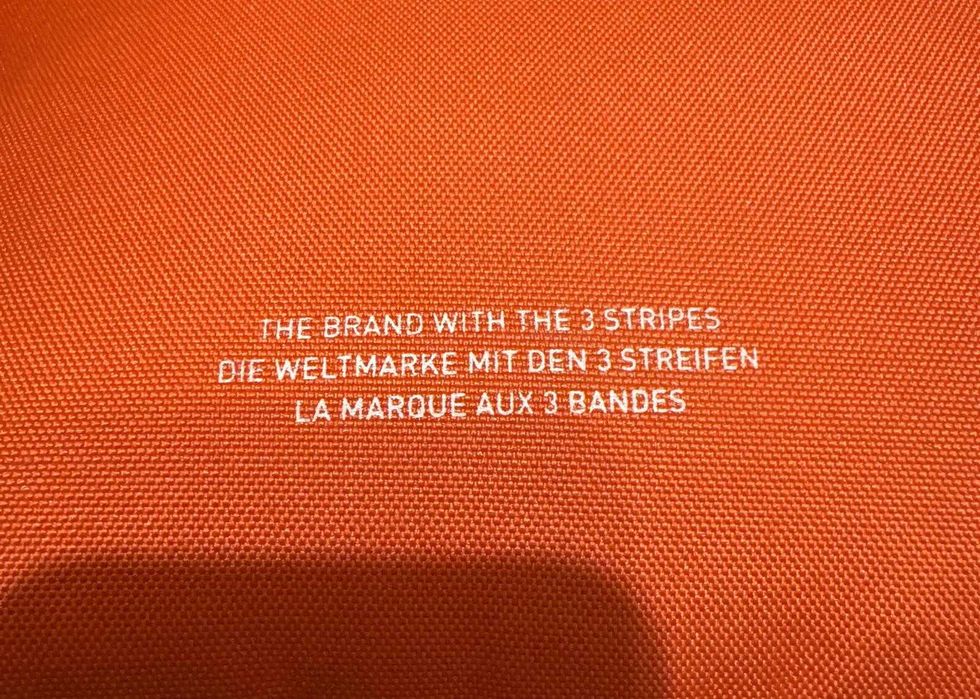 THE BRAND WITH THE 3 STRIPES
DIE WELTMARKE MIT DEN 3 STREIFEN
LA MARQUE AUX 3 BANDES